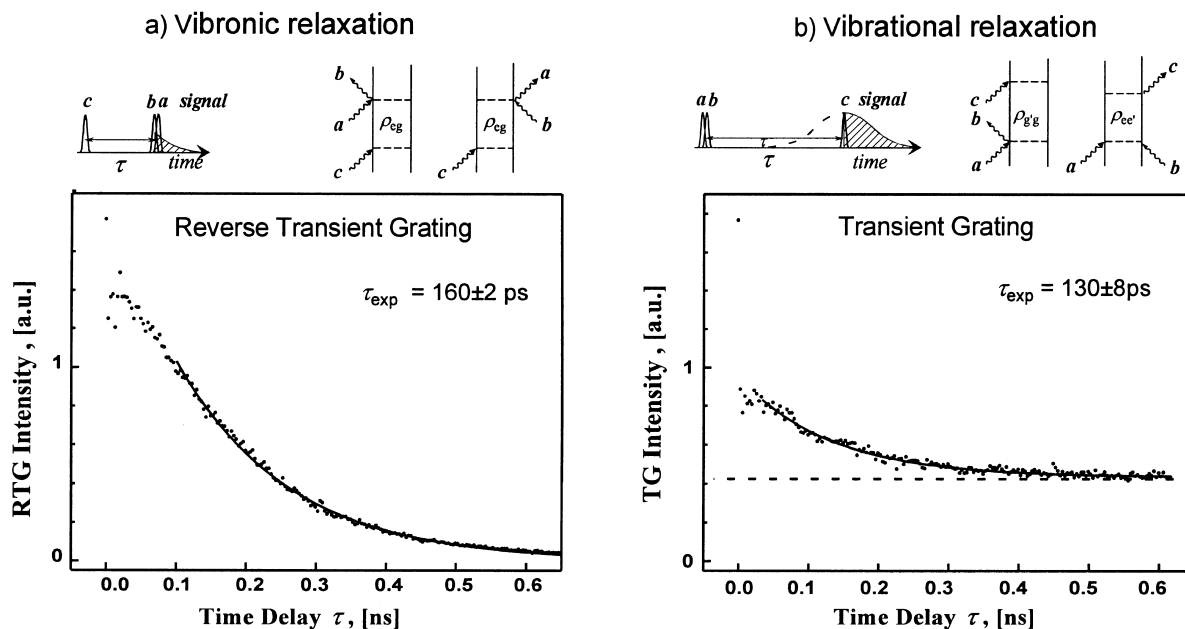 a) Vibronic relaxation
b) Vibrational relaxation
c b a signal
τ time
b a c ρeg
a b c ρeg
a b c signal
τ time
c b a ρg'g
c a b ρee'
Reverse Transient Grating
τexp = 160±2 ps
RTG Intensity , [a.u.]
1
0
0.0 0.1 0.2 0.3 0.4 0.5 0.6
Time Delay τ , [ns]
Transient Grating
τexp = 130±8ps
TG Intensity , [a.u.]
1
0
0.0 0.1 0.2 0.3 0.4 0.5 0.6
Time Delay τ , [ns]